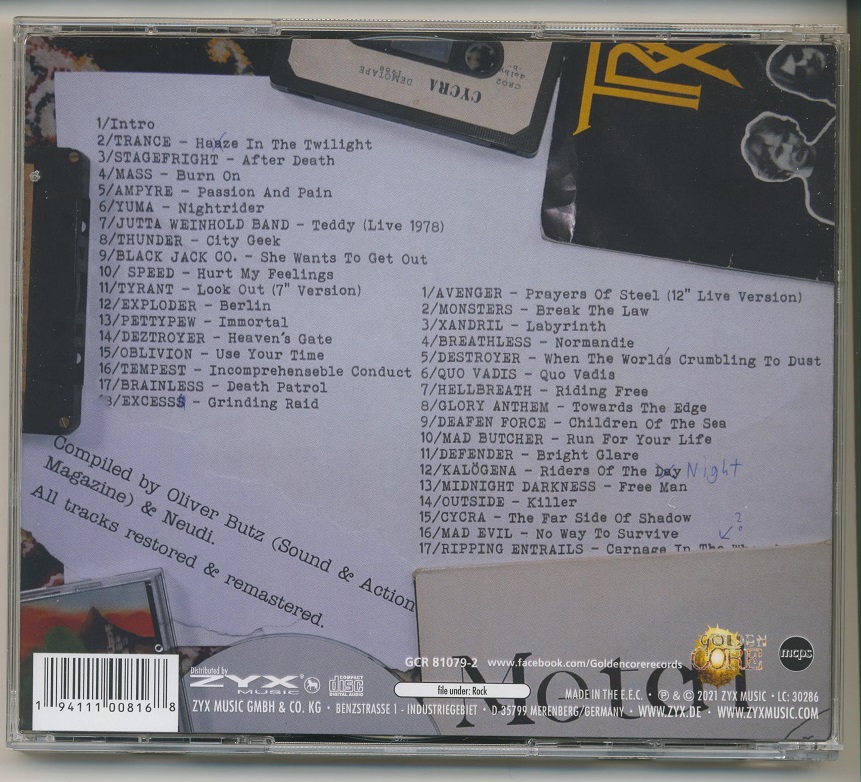 CYCRA
DEMOTAPE
1986
CRO2
TRX
1/Intro
2/TRANCE - Haaze In The Twilight
3/STAGEFRIGHT - After Death
4/MASS - Burn On
5/AMPYRE - Passion And Pain
6/YUMA - Nightrider
7/JUTTA WEINHOLD BAND - Teddy (Live 1978)
8/THUNDER - City Geek
9/BLACK JACK CO. - She Wants To Get Out
10/ SPEED - Hurt My Feelings
11/TYRANT - Look Out (7" Version)
12/EXPLODER - Berlin
13/PETTYPEW - Immortal
14/DEZTROYER - Heaven's Gate
15/OBLIVION - Use Your Time
16/TEMPEST - Incomprehenseble Conduct
17/BRAINLESS - Death Patrol
18/EXCESSS - Grinding Raid
1/AVENGER - Prayers Of Steel (12" Live Version)
2/MONSTERS - Break The Law
3/XANDRIL - Labyrinth
4/BREATHLESS - Normandie
5/DESTROYER - When The World's Crumbling To Dust
6/QUO VADIS - Quo Vadis
7/HELLBREATH - Riding Free
8/GLORY ANTHEM - Towards The Edge
9/DEAFEN FORCE - Children Of The Sea
10/MAD BUTCHER - Run For Your Life
11/DEFENDER - Bright Glare
12/KALÖGENA - Riders Of The Day Night
13/MIDNIGHT DARKNESS - Free Man
14/OUTSIDE - Killer
15/CYCRA - The Far Side Of Shadow
16/MAD EVIL - No Way To Survive ?
17/RIPPING ENTRAILS - Carnage In The
Compiled by Oliver Butz (Sound & Action
Magazine) & Neudi.
All tracks restored & remastered.
1 94111 00816 8
Distributed by
ZYX MUSIC
COMPACT disc DIGITAL AUDIO
GCR 81079-2 www.facebook.com/Goldencorerecords
GOLDEN CORE
mcps
file under: Rock
MADE IN THE E.E.C. · ℗ & © 2021 ZYX MUSIC · LC: 30286
ZYX MUSIC GMBH & CO. KG · BENZSTRASSE 1 - INDUSTRIEGEBIET · D-35799 MERENBERG/GERMANY · WWW.ZYX.DE · WWW.ZYXMUSIC.COM